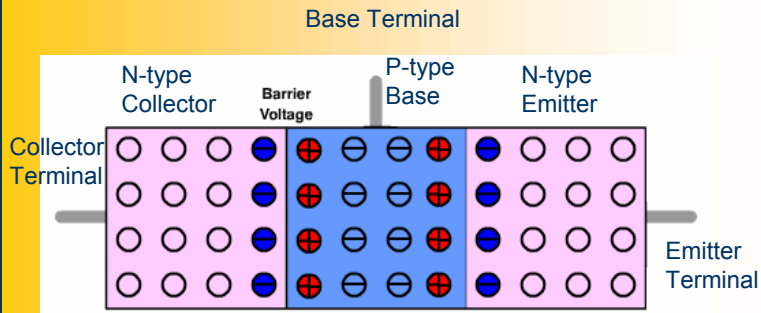 Base Terminal
N-type
Collector
Barrier
Voltage
P-type
Base
N-type
Emitter
Collector
Terminal
Emitter
Terminal